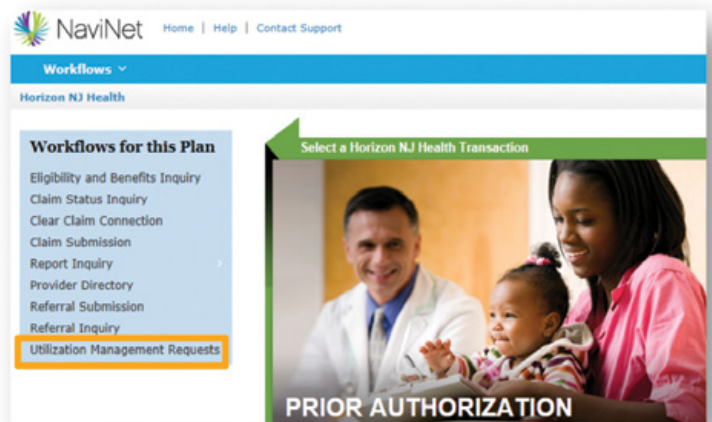 NaviNet Home | Help | Contact Support
Workflows
Horizon NJ Health
Workflows for this Plan
Eligibility and Benefits Inquiry
Claim Status Inquiry
Clear Claim Connection
Claim Submission
Report Inquiry
Provider Directory
Referral Submission
Referral Inquiry
Utilization Management Requests
Select a Horizon NJ Health Transaction
PRIOR AUTHORIZATION